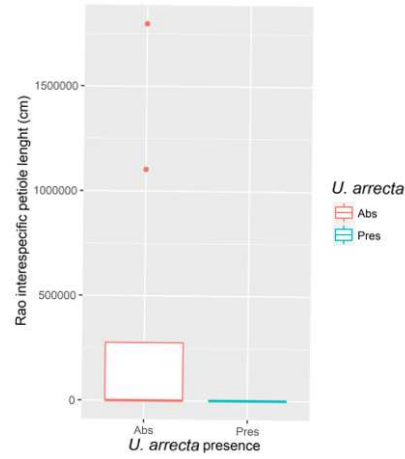 Rao interespecific petiole lenght (cm)
1500000
1000000
500000
0
Abs
Pres
U. arrecta presence
U. arrecta
Abs
Pres